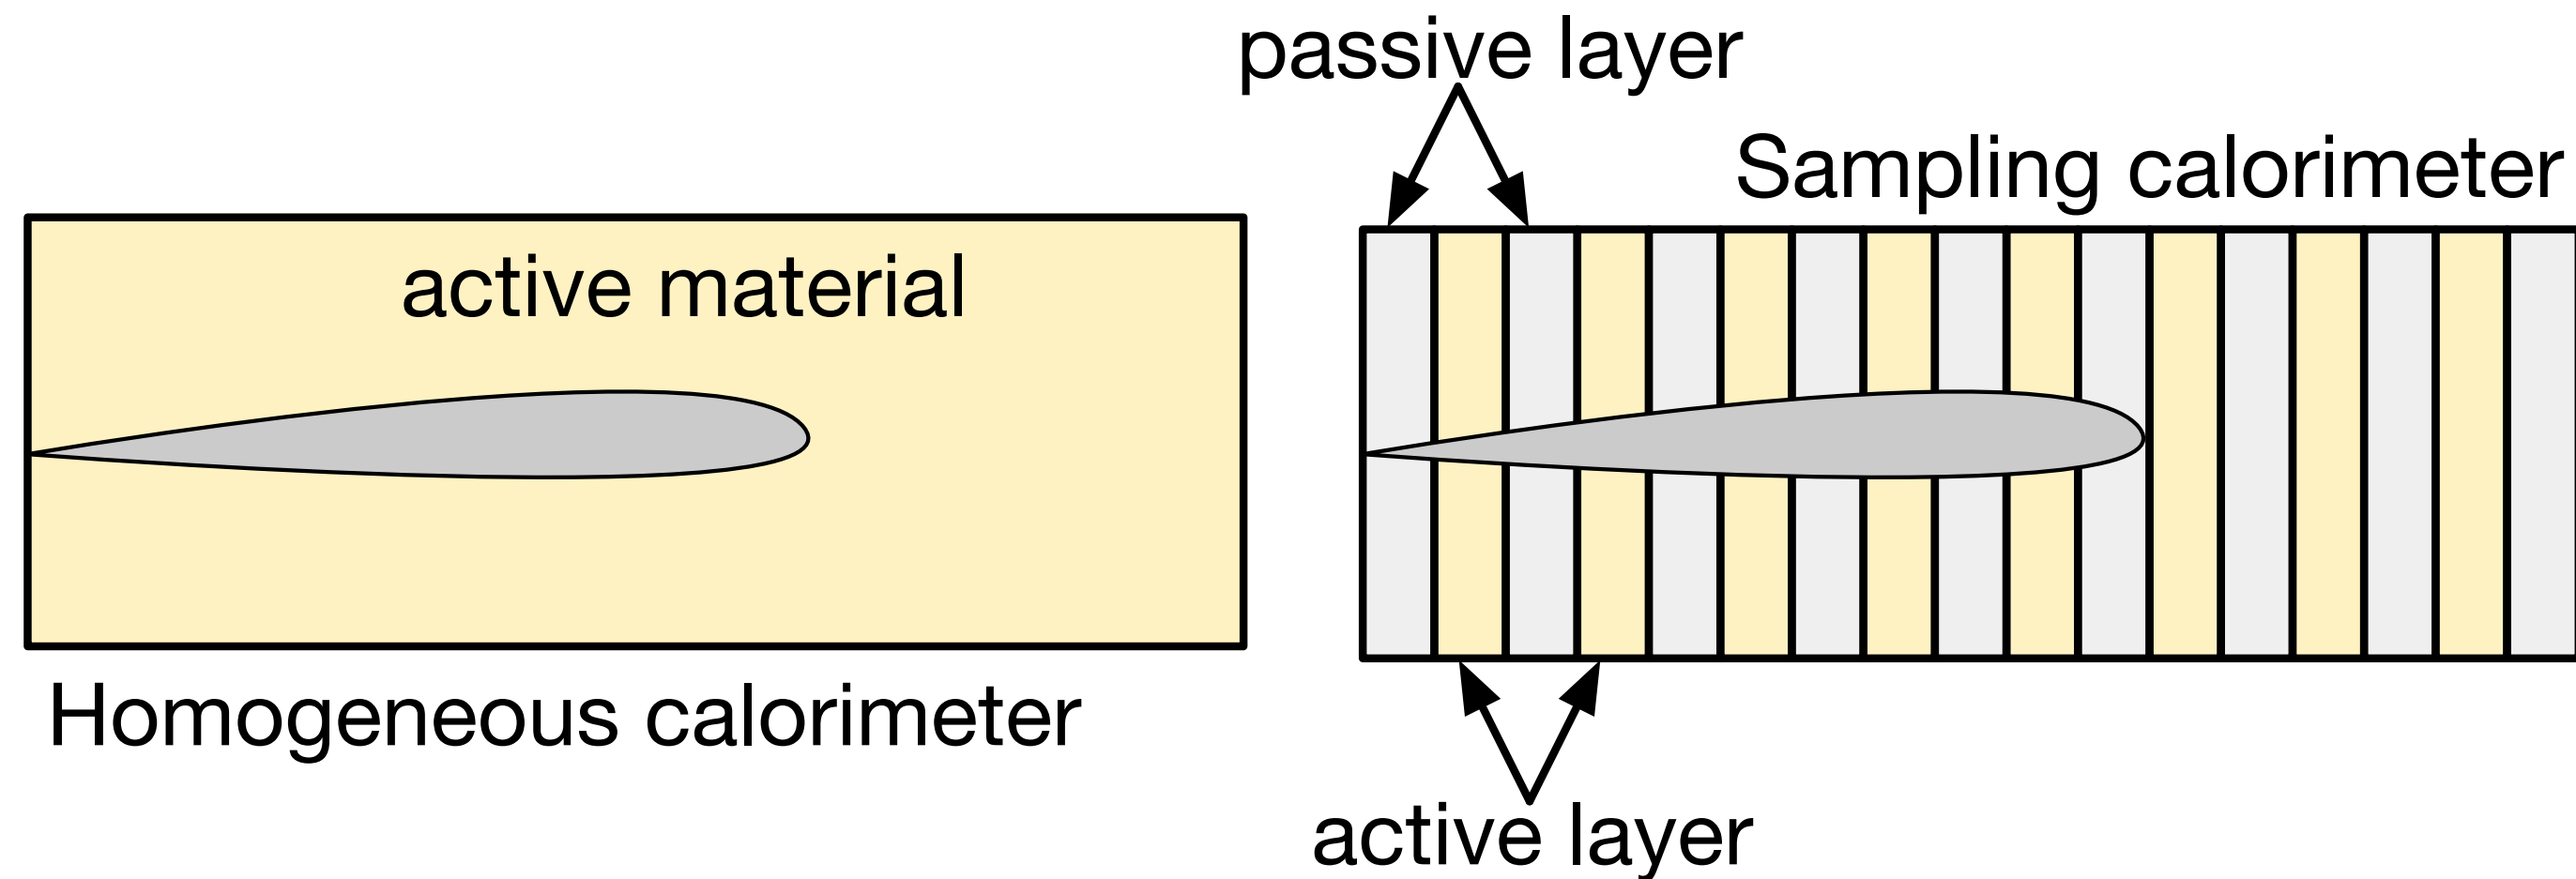 passive layer
Sampling calorimeter
active material
Homogeneous calorimeter
active layer